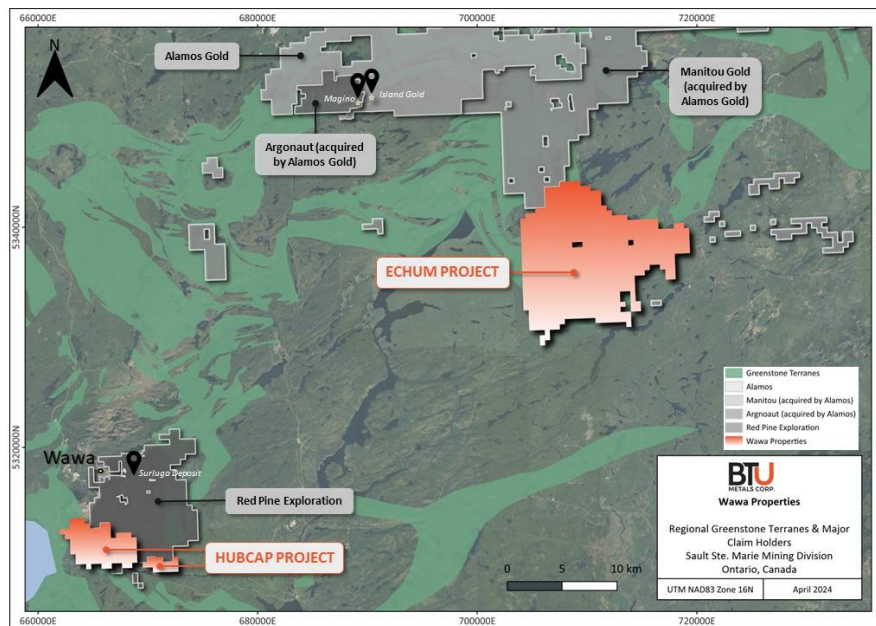 660000E
680000E
700000E
720000E
N
Alamos Gold
Magino
Island Gold
Manitou Gold
(acquired by
Alamos Gold)
Argonaut (acquired
by Alamos Gold)
5340000N
ECHUM PROJECT
Greenstone Terranes
Alamos
Manitou (acquired by Alamos)
Argnoaut (acquired by Alamos)
Red Pine Exploration
Wawa Properties
5320000N
Wawa
Surluga Deposit
Red Pine Exploration
HUBCAP PROJECT
0
5
10 km
BTU
METALS CORP.
Wawa Properties
Regional Greenstone Terranes & Major
Claim Holders
Sault Ste. Marie Mining Division
Ontario, Canada
UTM NAD83 Zone 16N
April 2024
660000E
680000E
700000E
720000E